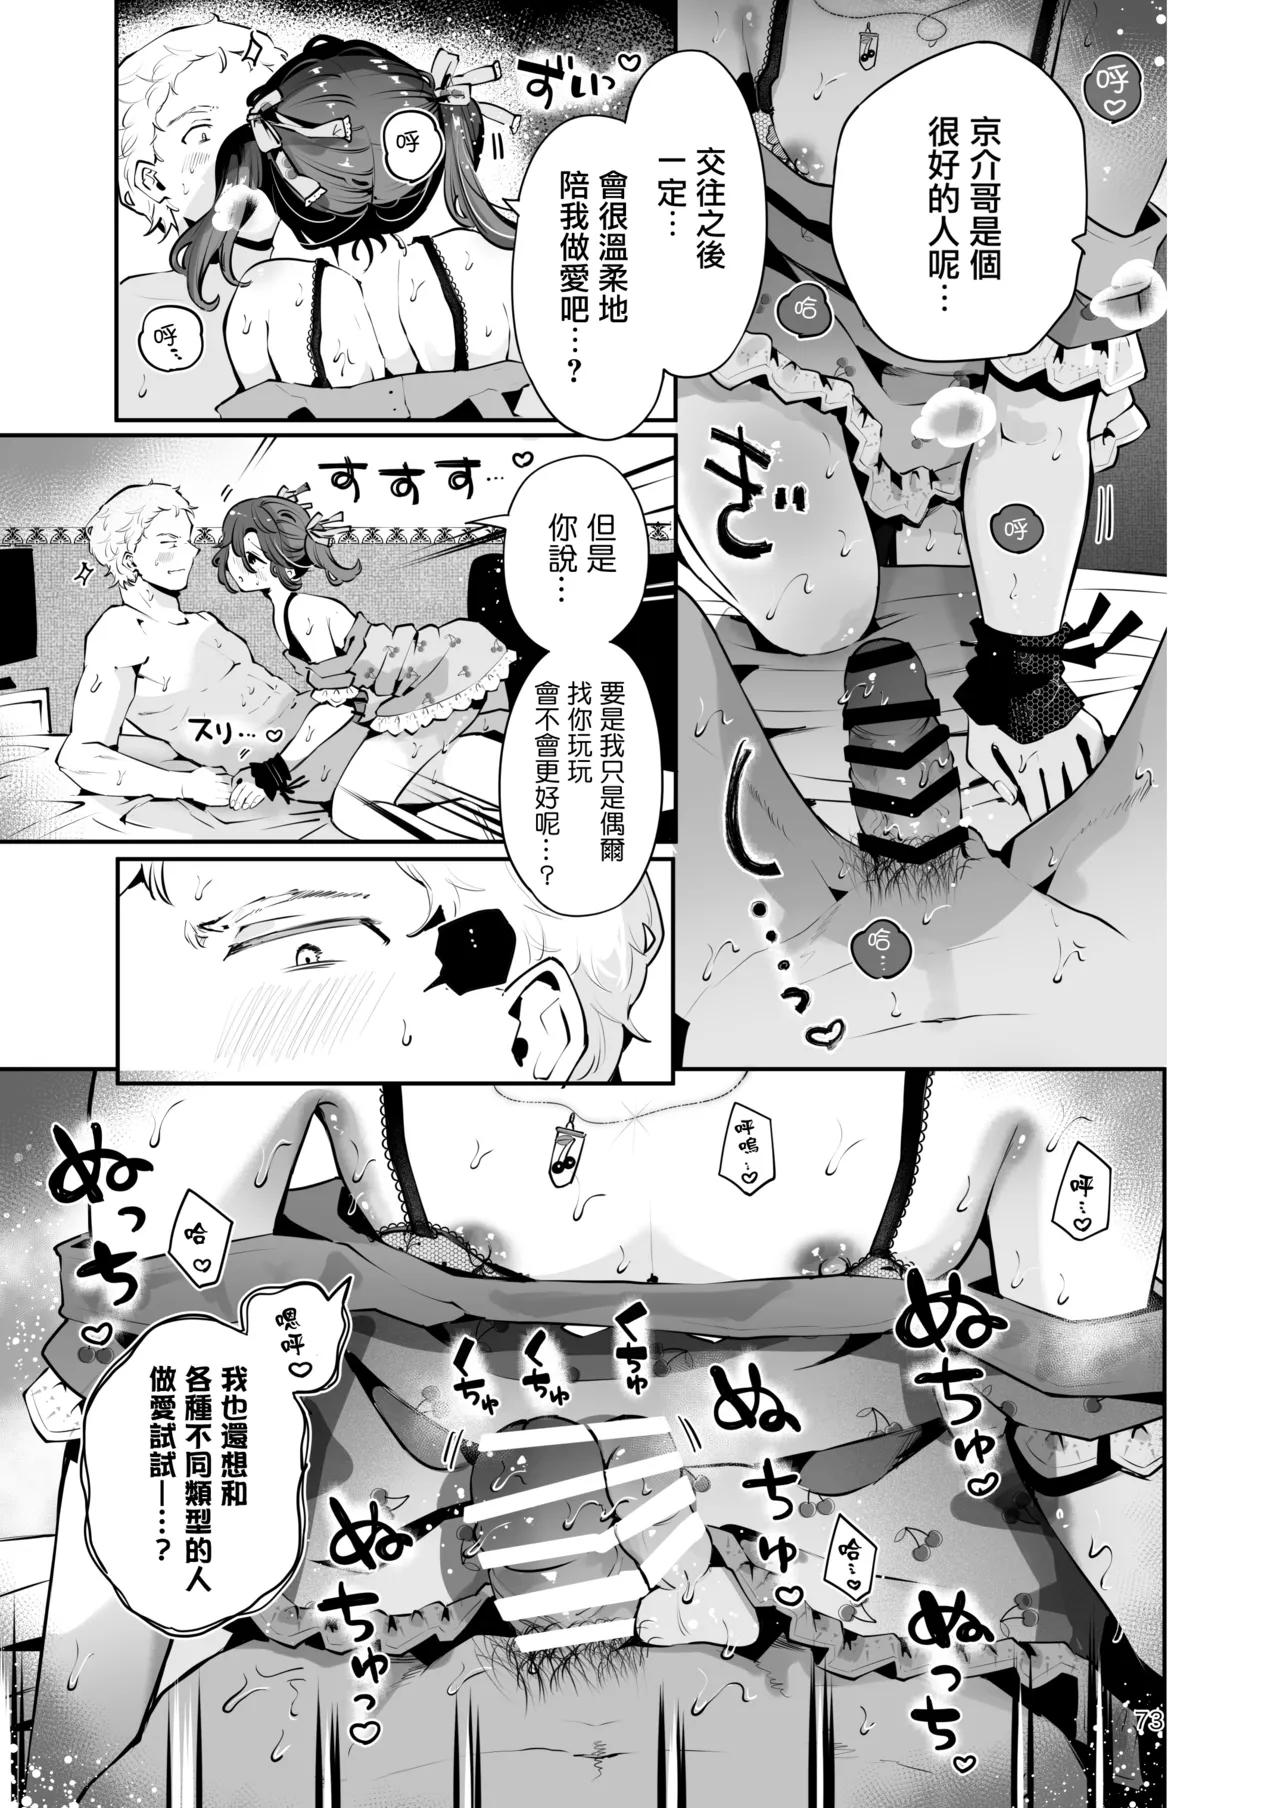 呼♡
京介哥是個
很好的人呢…
哈
呼
ぎゅ……っ♡
哈…
交往之後
一定…
會很溫柔地
陪我做愛吧…？
ずいっ♡
呼
呼…
但是
你說…
要是我只是偶爾
找你玩玩
會不會更好呢…？
すすす…♡
スリ…♡
呼…♡
呼嗚…♡
哈♡
ぬっち♡
ぬちゅ♡
くちゅ
くちゅ
くちゅ
ぬちゅ♡
哈…♡
ぬっち♡
ぬちゅっ♡
嗯呼♡
我也還想和
各種不同類型的人
做愛試試—…？
73